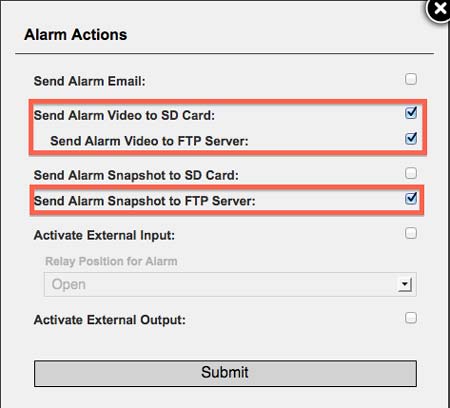 Alarm Actions
Send Alarm Email:
Send Alarm Video to SD Card:
Send Alarm Video to FTP Server:
Send Alarm Snapshot to SD Card:
Send Alarm Snapshot to FTP Server:
Activate External Input:
Relay Position for Alarm
Open
Activate External Output:
Submit